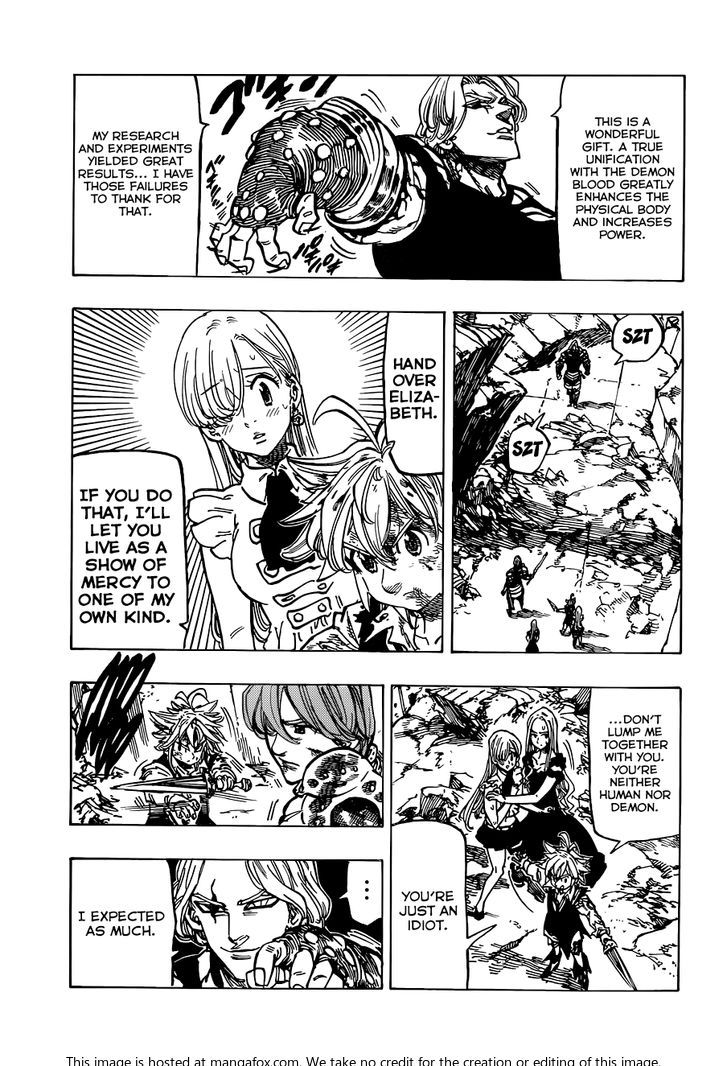 THIS IS A
WONDERFUL
GIFT. A TRUE
UNIFICATION
WITH THE DEMON
BLOOD GREATLY
ENHANCES THE
PHYSICAL BODY
AND INCREASES
POWER.
MY RESEARCH
AND EXPERIMENTS
YIELDED GREAT
RESULTS... I HAVE
THOSE FAILURES
TO THANK FOR
THAT.
SZT
SZT
HAND
OVER
ELIZA-
BETH.
IF YOU DO
THAT, I'LL
LET YOU
LIVE AS A
SHOW OF
MERCY TO
ONE OF MY
OWN KIND.
...DON'T
LUMP ME
TOGETHER
WITH YOU.
YOU'RE
NEITHER
HUMAN NOR
DEMON.
YOU'RE
JUST AN
IDIOT.
...
I EXPECTED
AS MUCH.
This image is hosted at mangafox.com. We take no credit for the creation or editing of this image.